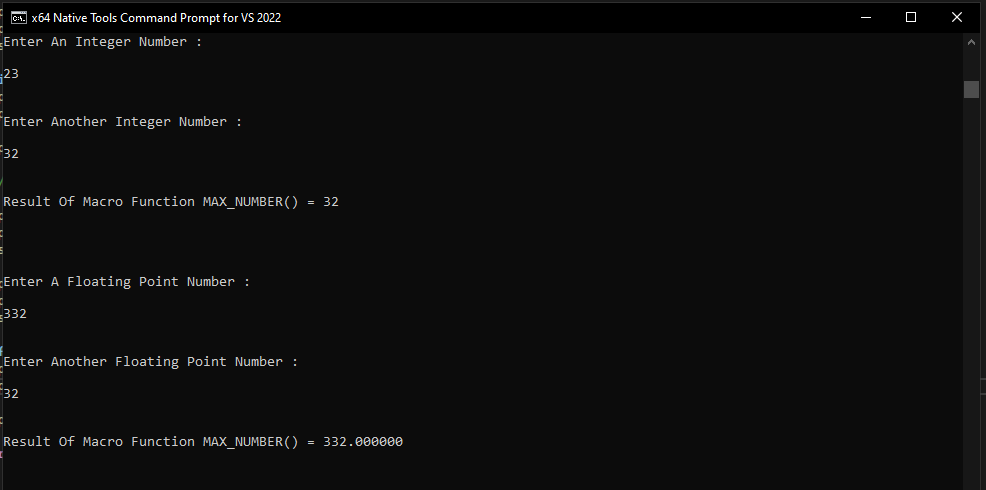 x64 Native Tools Command Prompt for VS 2022
Enter An Integer Number :
23
Enter Another Integer Number :
32
Result Of Macro Function MAX_NUMBER() = 32
Enter A Floating Point Number :
332
Enter Another Floating Point Number :
32
Result Of Macro Function MAX_NUMBER() = 332.000000